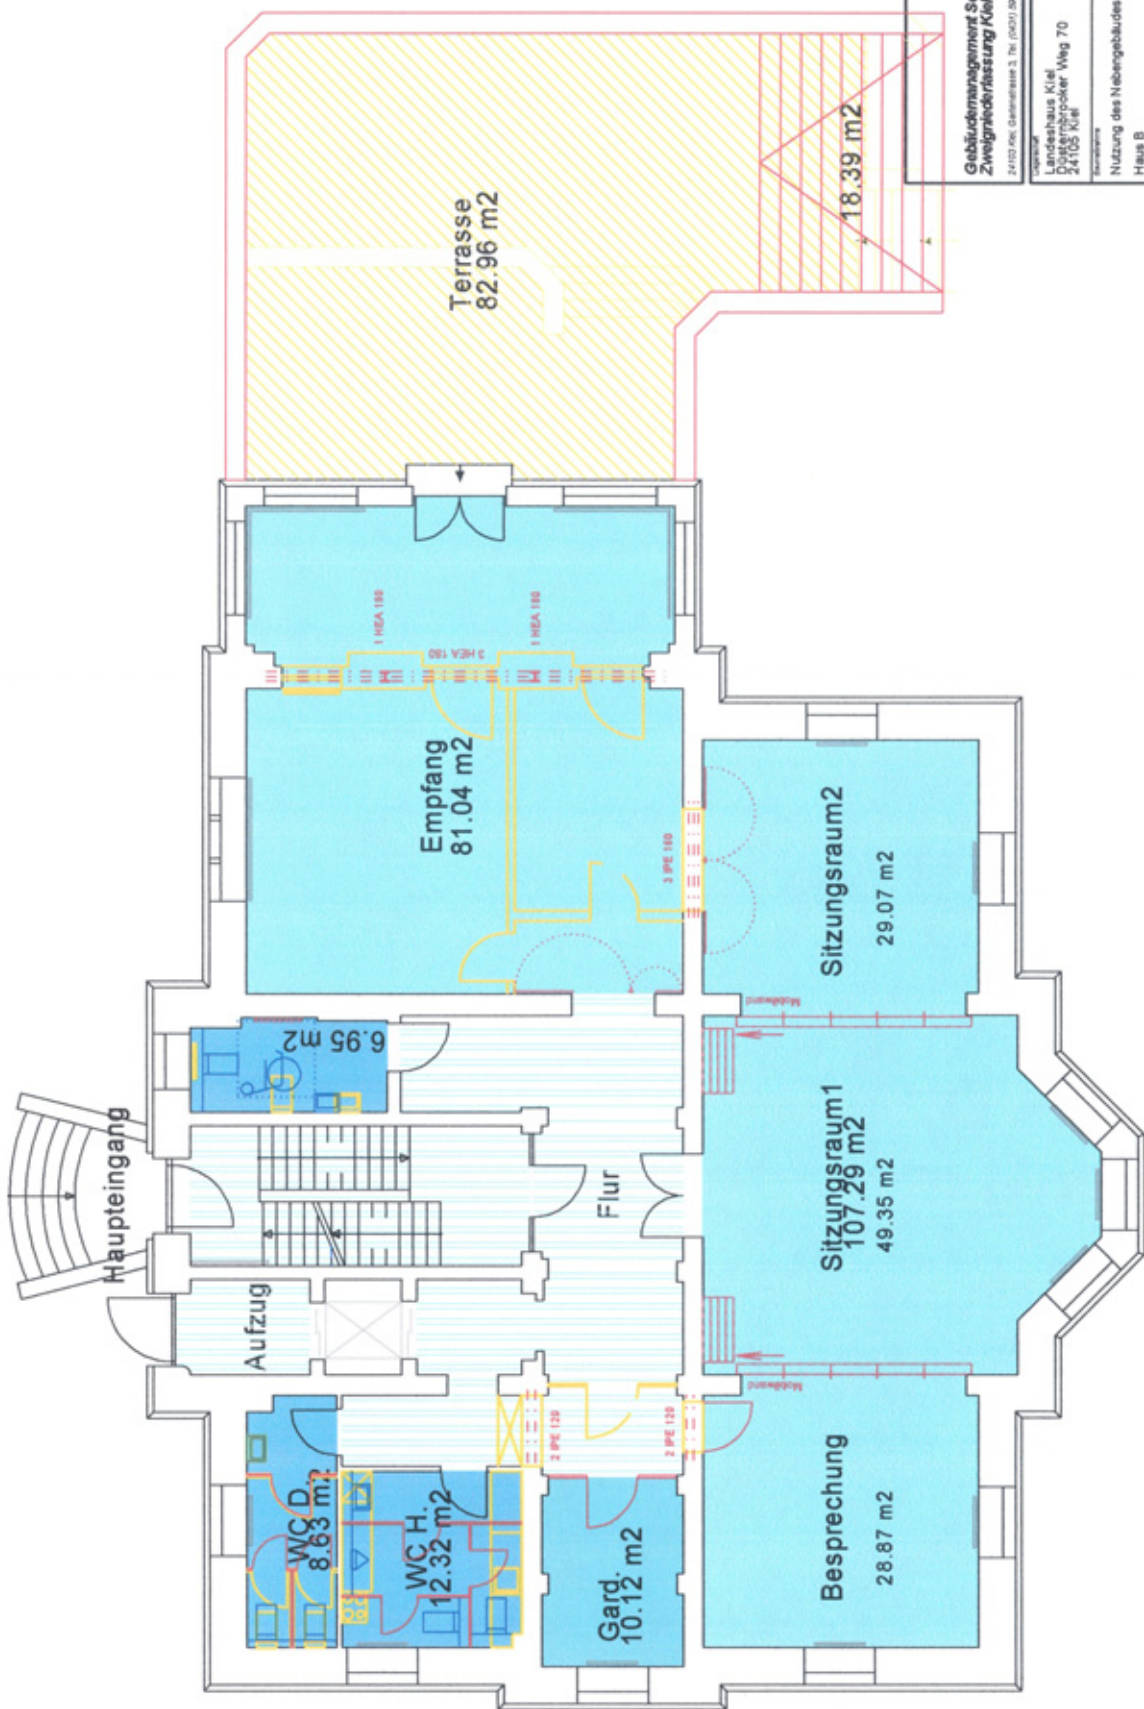 Haupteingang
Aufzug
Flur
WC D.
8.63 m2
WC H.
12.32 m2
Gard.
10.12 m2
6.95 m2
Empfang
81.04 m2
Terrasse
82.96 m2
18.39 m2
1 HEA 180
3 HEA 180
1 HEA 180
3 IPE 160
2 IPE 120
2 IPE 120
Besprechung
28.87 m2
Mobilwand
Sitzungsraum1
107.29 m2
49.35 m2
Mobilwand
Sitzungsraum2
29.07 m2
Gebäudemanagement Sc
Zweigniederlassung Kiel
Landeshaus Kiel
Düsternbrooker Weg 70
24105 Kiel
Nutzung des Nebengebäudes
Haus B